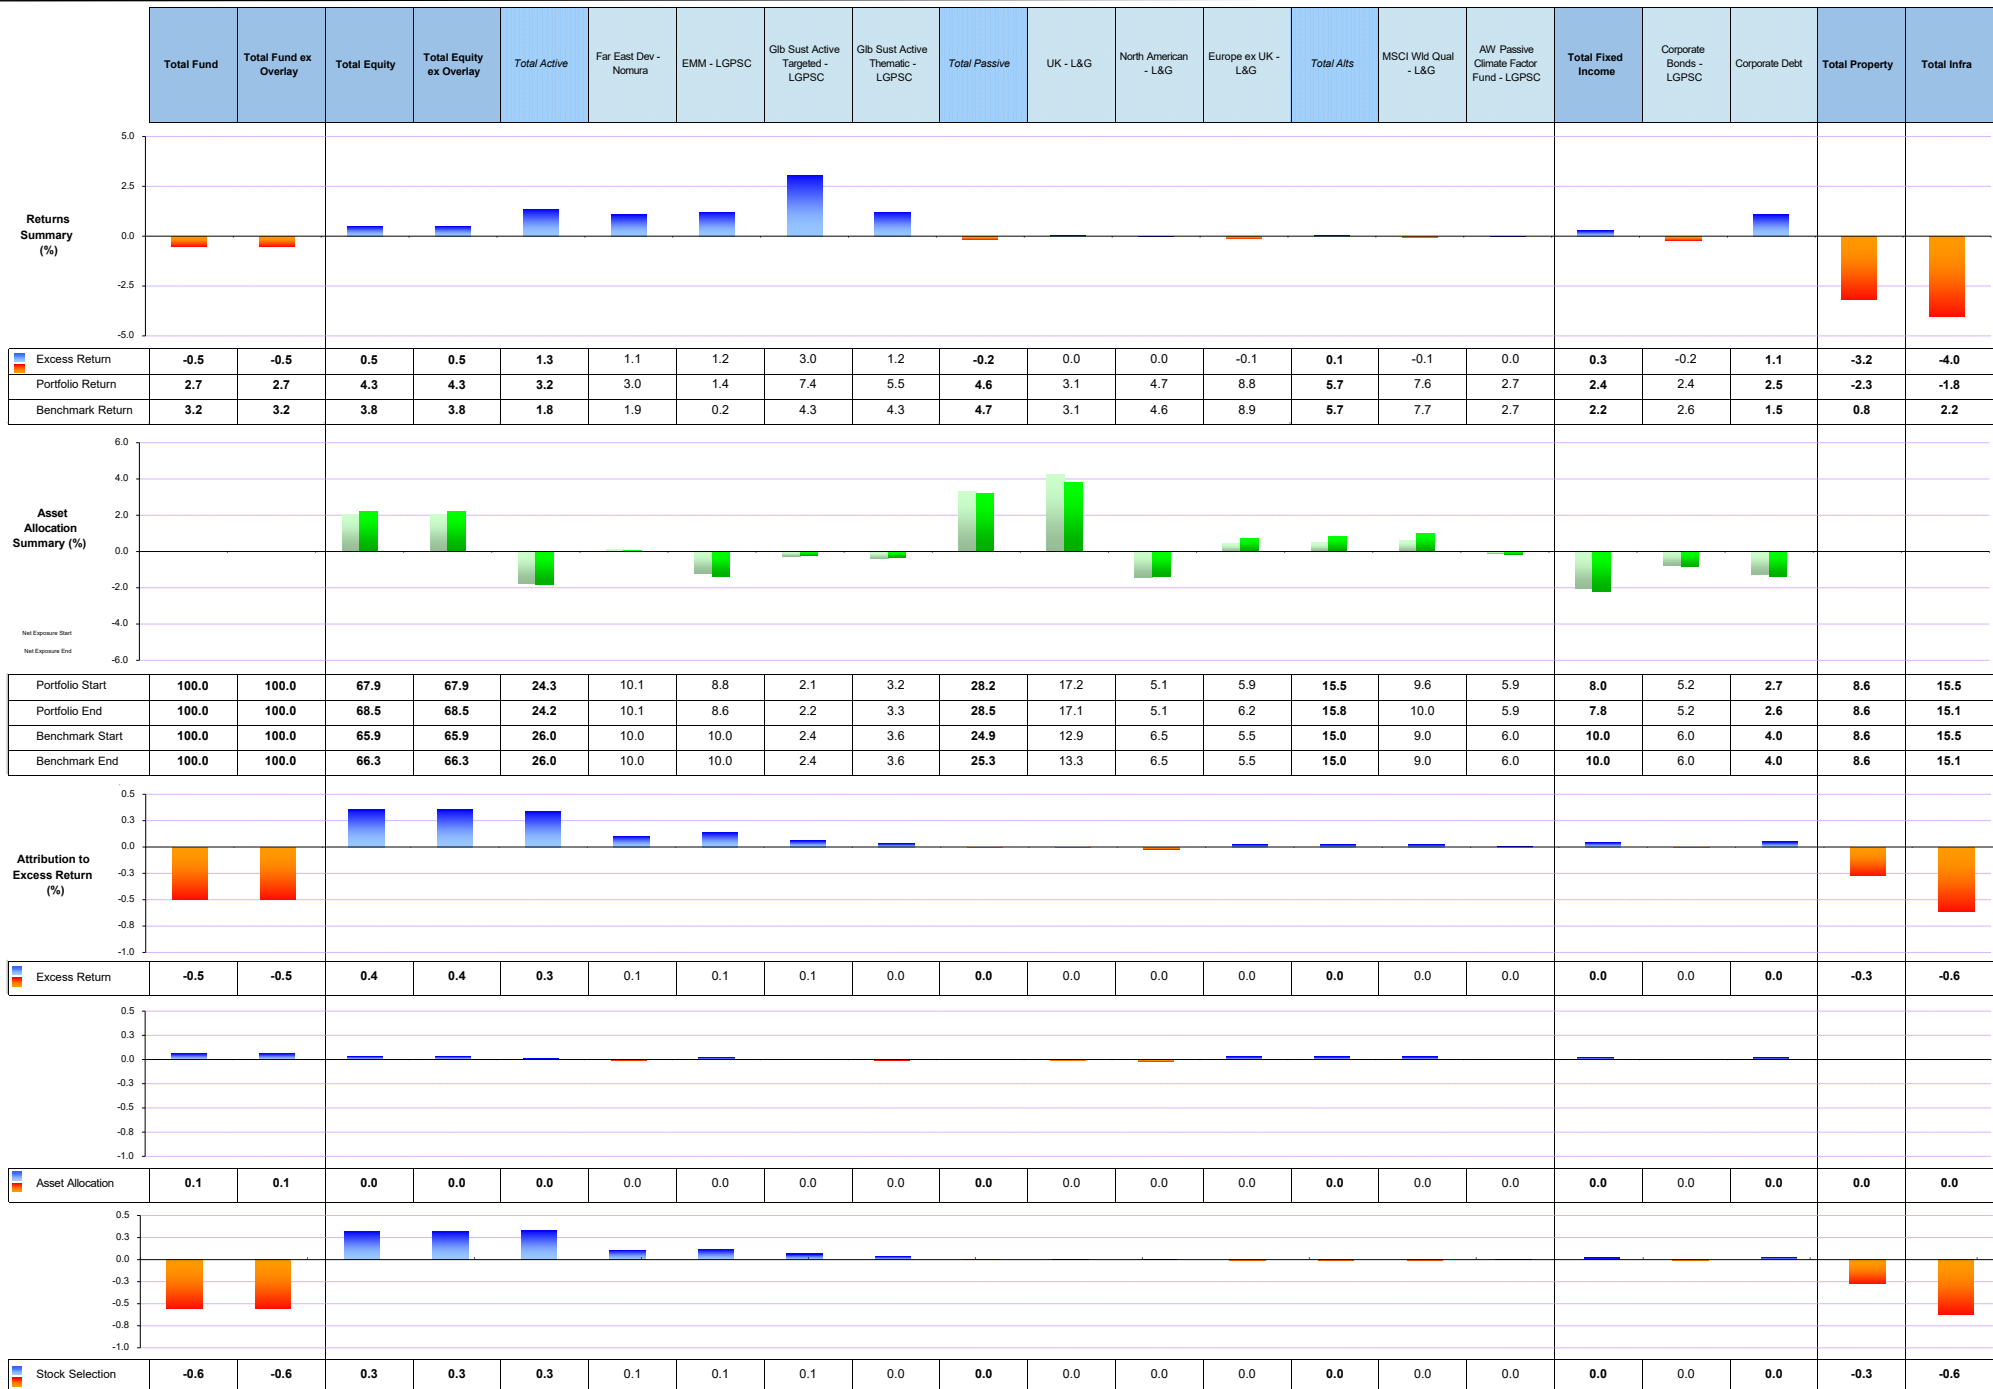 Total Fund
Total Fund ex Overlay
Total Equity
Total Equity ex Overlay
Total Active
Far East Dev - Nomura
EMM - LGPSC
Glb Sust Active Targeted - LGPSC
Glb Sust Active Thematic - LGPSC
Total Passive
UK - L&G
North American - L&G
Europe ex UK - L&G
Total Alts
MSCI Wld Qual - L&G
AW Passive Climate Factor Fund - LGPSC
Total Fixed Income
Corporate Bonds - LGPSC
Corporate Debt
Total Property
Total Infra
Returns Summary (%)
5.0
2.5
0.0
-2.5
-5.0
Excess Return -0.5 -0.5 0.5 0.5 1.3 1.1 1.2 3.0 1.2 -0.2 0.0 0.0 -0.1 0.1 -0.1 0.0 0.3 -0.2 1.1 -3.2 -4.0
Portfolio Return 2.7 2.7 4.3 4.3 3.2 3.0 1.4 7.4 5.5 4.6 3.1 4.7 8.8 5.7 7.6 2.7 2.4 2.4 2.5 -2.3 -1.8
Benchmark Return 3.2 3.2 3.8 3.8 1.8 1.9 0.2 4.3 4.3 4.7 3.1 4.6 8.9 5.7 7.7 2.7 2.2 2.6 1.5 0.8 2.2
Asset Allocation Summary (%)
6.0
4.0
2.0
0.0
-2.0
-4.0
-6.0
Net Exposure Start
Net Exposure End
Portfolio Start 100.0 100.0 67.9 67.9 24.3 10.1 8.8 2.1 3.2 28.2 17.2 5.1 5.9 15.5 9.6 5.9 8.0 5.2 2.7 8.6 15.5
Portfolio End 100.0 100.0 68.5 68.5 24.2 10.1 8.6 2.2 3.3 28.5 17.1 5.1 6.2 15.8 10.0 5.9 7.8 5.2 2.6 8.6 15.1
Benchmark Start 100.0 100.0 65.9 65.9 26.0 10.0 10.0 2.4 3.6 24.9 12.9 6.5 5.5 15.0 9.0 6.0 10.0 6.0 4.0 8.6 15.5
Benchmark End 100.0 100.0 66.3 66.3 26.0 10.0 10.0 2.4 3.6 25.3 13.3 6.5 5.5 15.0 9.0 6.0 10.0 6.0 4.0 8.6 15.1
Attribution to Excess Return (%)
0.5
0.3
0.0
-0.3
-0.5
-0.8
-1.0
Excess Return -0.5 -0.5 0.4 0.4 0.3 0.1 0.1 0.1 0.0 0.0 0.0 0.0 0.0 0.0 0.0 0.0 0.0 0.0 0.0 -0.3 -0.6
0.5
0.3
0.0
-0.3
-0.5
-0.8
-1.0
Asset Allocation 0.1 0.1 0.0 0.0 0.0 0.0 0.0 0.0 0.0 0.0 0.0 0.0 0.0 0.0 0.0 0.0 0.0 0.0 0.0 0.0 0.0
0.5
0.3
0.0
-0.3
-0.5
-0.8
-1.0
Stock Selection -0.6 -0.6 0.3 0.3 0.3 0.1 0.1 0.1 0.0 0.0 0.0 0.0 0.0 0.0 0.0 0.0 0.0 0.0 0.0 -0.3 -0.6